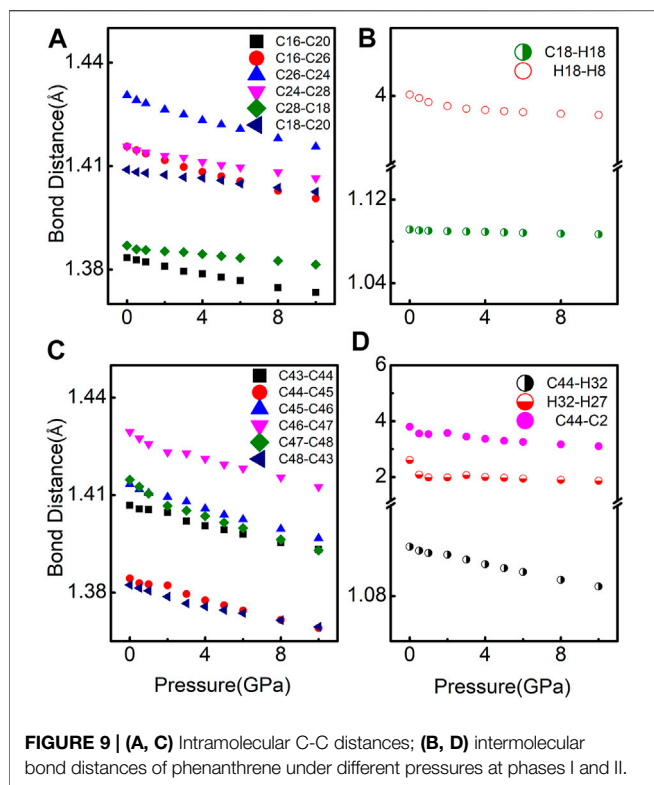 A
C16-C20
C16-C26
C26-C24
C24-C28
C28-C18
C18-C20
1.44
1.41
1.38
Bond Distance(Å)
0 4 8
B
C18-H18
H18-H8
4
1.12
1.04
0 4 8
C
C43-C44
C44-C45
C45-C46
C46-C47
C47-C48
C48-C43
1.44
1.41
1.38
Bond Distance(Å)
0 4 8
Pressure(GPa)
D
C44-H32
H32-H27
C44-C2
6
4
2
1.08
0 4 8
Pressure(GPa)
FIGURE 9 | (A, C) Intramolecular C-C distances; (B, D) intermolecular
bond distances of phenanthrene under different pressures at phases I and II.